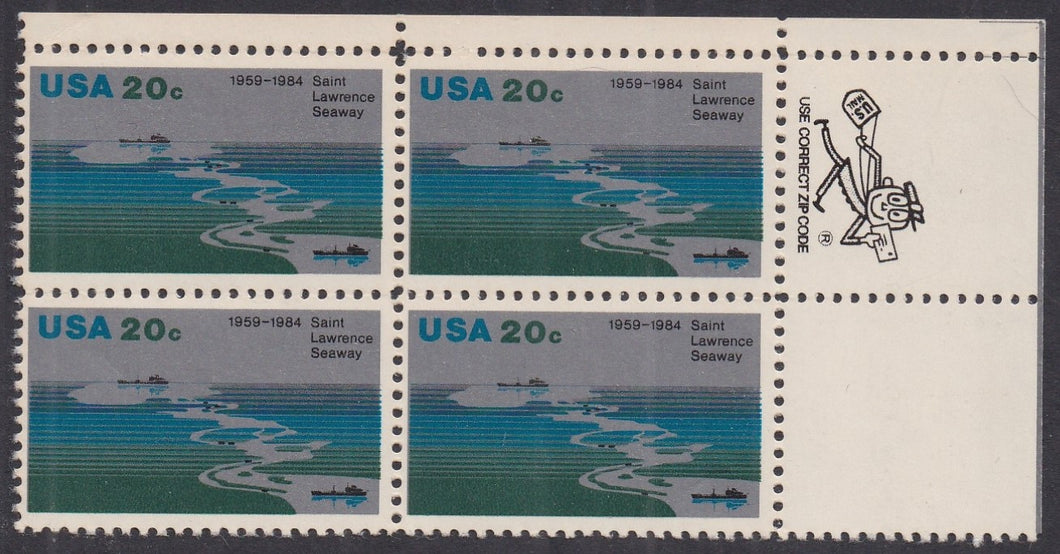 USA 20c 1959-1984 Saint
Lawrence
Seaway
USA 20c 1959-1984 Saint
Lawrence
Seaway
U.S.
MAIL
USE CORRECT ZIP CODE
®
USA 20c 1959-1984 Saint
Lawrence
Seaway
USA 20c 1959-1984 Saint
Lawrence
Seaway